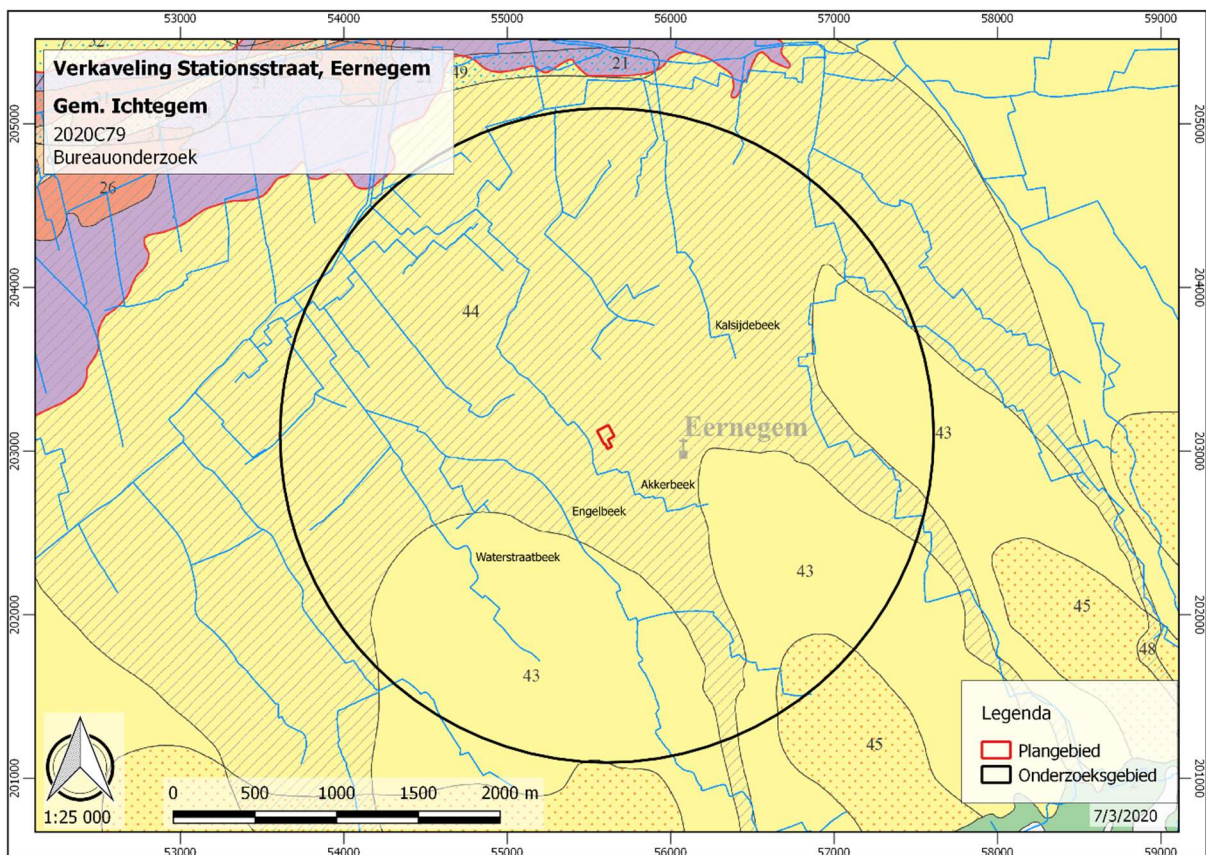 53000 54000 55000 56000 57000 58000 59000
Verkaveling Stationsstraat, Eernegem
Gem. Ichtegem
2020C79
Bureauonderzoek
49
21
26
205000
205000
204000
204000
44
Kalsijdebeek
Eernegem
43
203000
203000
Akkerbeek
Engelbeek
Waterstraatbeek
43
45
202000
202000
48
43
45
Legenda
Plangebied
Onderzoeksgebied
201000
201000
0 500 1000 1500 2000 m
1:25 000
7/3/2020
53000 54000 55000 56000 57000 58000 59000